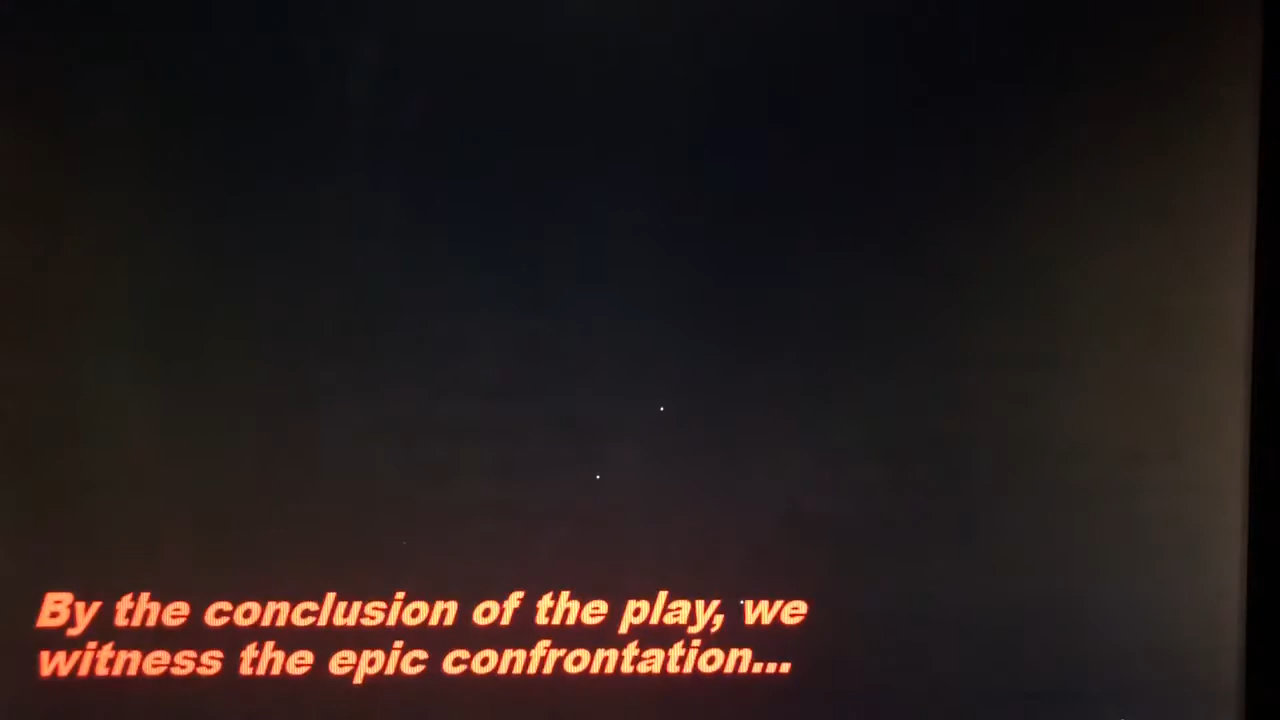 By the conclusion of the play, we
witness the epic confrontation...